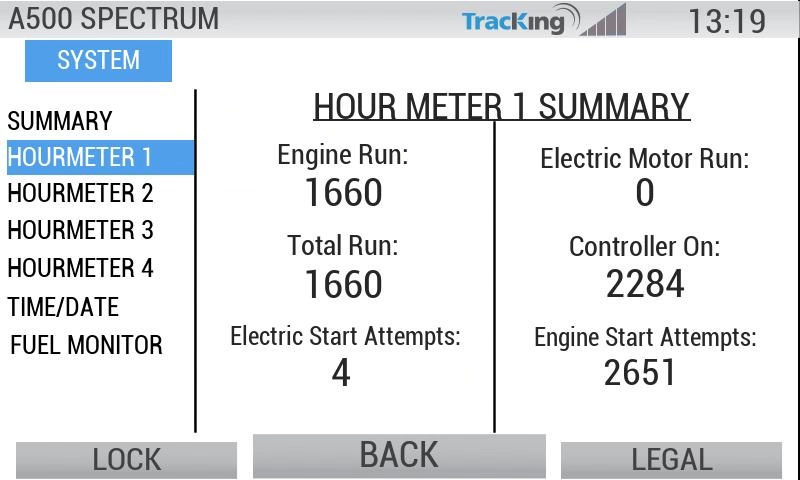 A500 SPECTRUM
TracKing
13:19
SYSTEM
SUMMARY
HOURMETER 1
HOURMETER 2
HOURMETER 3
HOURMETER 4
TIME/DATE
FUEL MONITOR
HOUR METER 1 SUMMARY
Engine Run:
1660
Electric Motor Run:
0
Total Run:
1660
Controller On:
2284
Electric Start Attempts:
4
Engine Start Attempts:
2651
LOCK
BACK
LEGAL